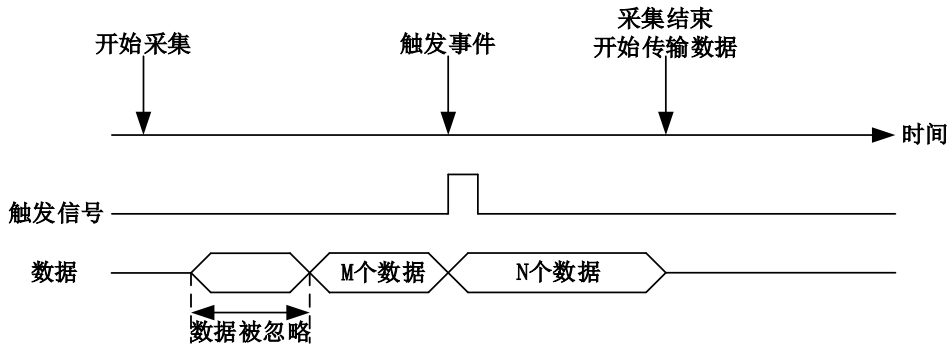 开始采集
触发事件
采集结束
开始传输数据
时间
触发信号
数据
M个数据
N个数据
数据被忽略